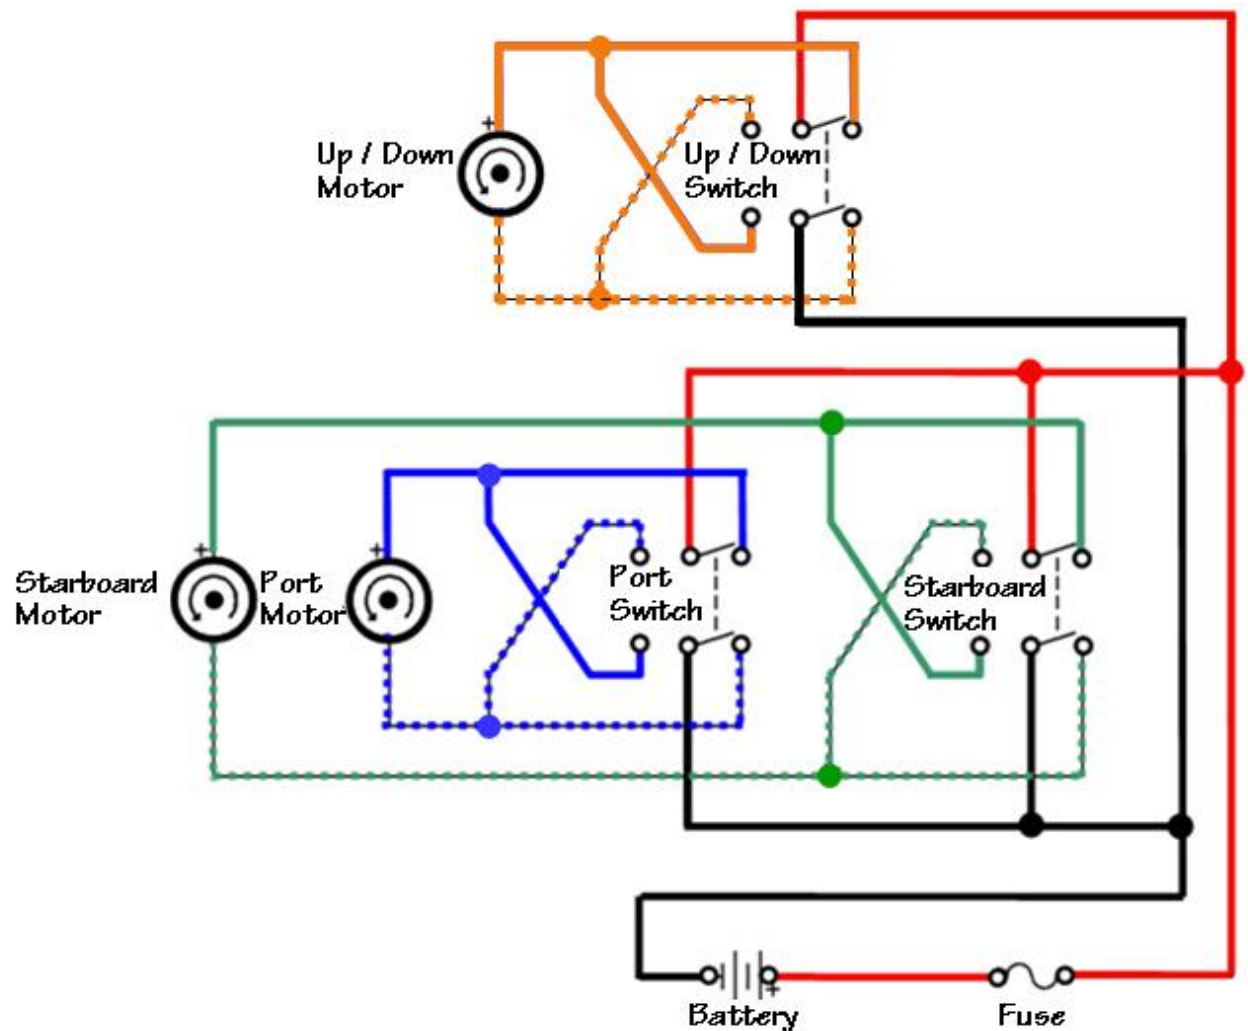 +
Up / Down
Motor
Up / Down
Switch
+
Starboard
Motor
+
Port
Motor
Port
Switch
Starboard
Switch
+
Battery
Fuse